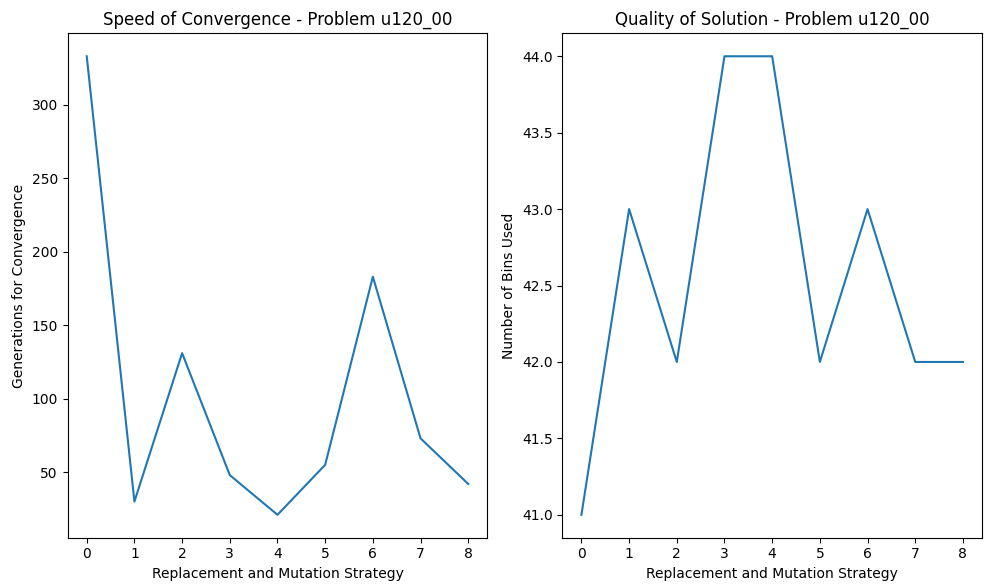 Speed of Convergence - Problem u120_00
Generations for Convergence
300
250
200
150
100
50
0 1 2 3 4 5 6 7 8
Replacement and Mutation Strategy
Quality of Solution - Problem u120_00
Number of Bins Used
44.0
43.5
43.0
42.5
42.0
41.5
41.0
0 1 2 3 4 5 6 7 8
Replacement and Mutation Strategy